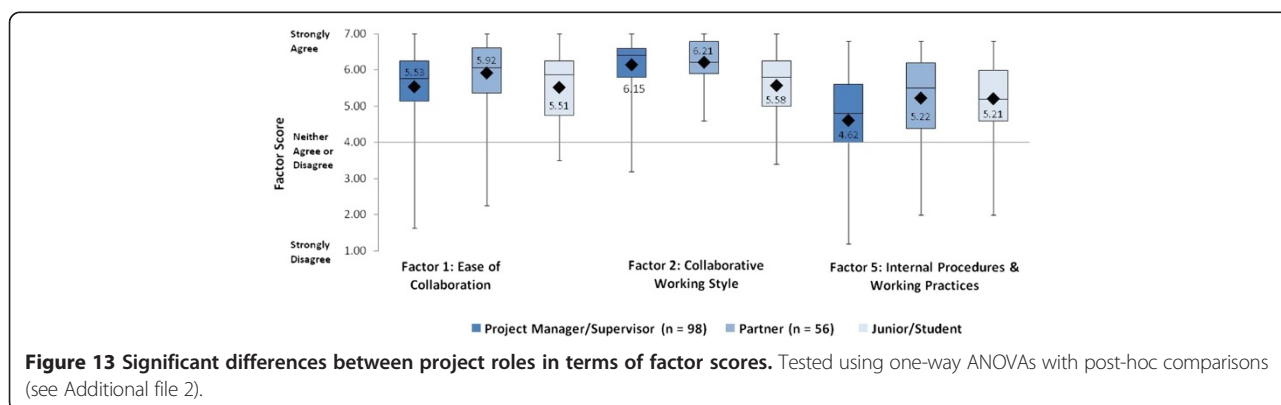 Strongly Agree
7.00
6.00
5.00
Neither Agree or Disagree
4.00
3.00
2.00
Strongly Disagree
1.00
Factor Score
5.53
5.92
5.51
6.15
6.21
5.58
4.62
5.22
5.21
Factor 1: Ease of
Collaboration
Factor 2: Collaborative
Working Style
Factor 5: Internal Procedures &
Working Practices
Project Manager/Supervisor (n = 98) Partner (n = 56) Junior/Student
Figure 13 Significant differences between project roles in terms of factor scores. Tested using one-way ANOVAs with post-hoc comparisons
(see Additional file 2).